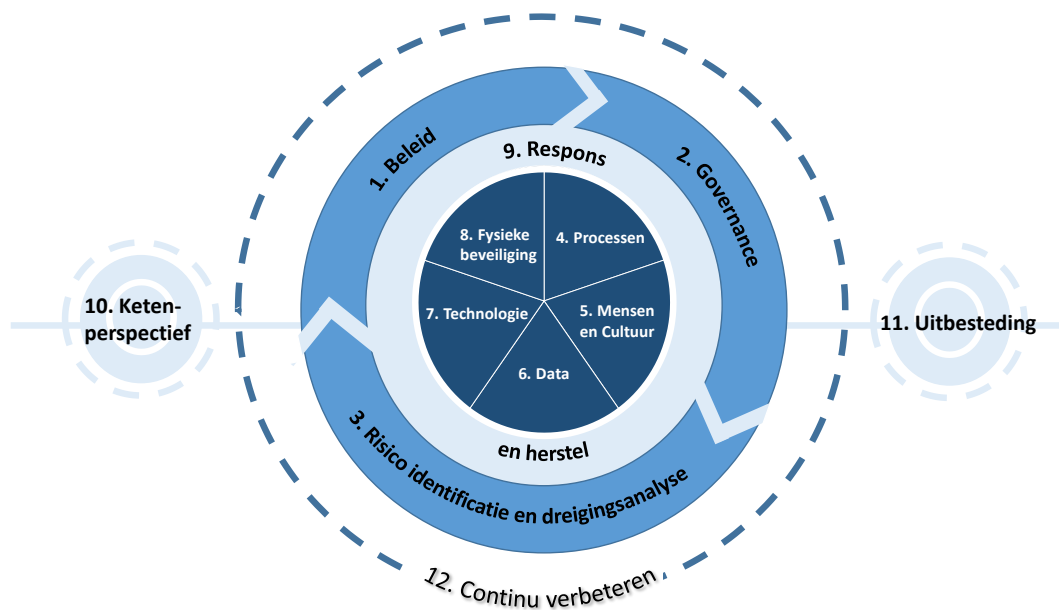 1. Beleid
2. Governance
3. Risico identificatie en dreigingsanalyse
9. Respons
en herstel
4. Processen
5. Mensen
en Cultuur
6. Data
7. Technologie
8. Fysieke
beveiliging
10. Keten-
perspectief
11. Uitbesteding
12. Continu verbeteren